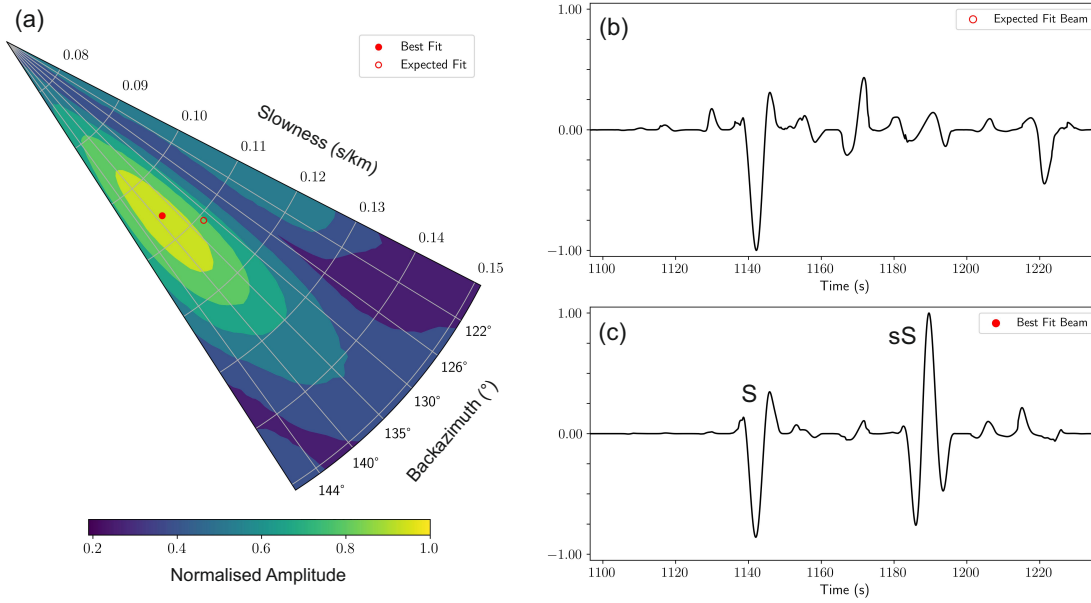 (a)
Best Fit
Expected Fit
0.08
0.09
0.10
0.11
0.12
0.13
0.14
0.15
Slowness (s/km)
122°
126°
130°
135°
140°
144°
Backazimuth (°)
0.2 0.4 0.6 0.8 1.0
Normalised Amplitude
(b)
Expected Fit Beam
1.00
0.00
−1.00
1100 1120 1140 1160 1180 1200 1220
Time (s)
(c)
Best Fit Beam
sS
S
1.00
0.00
−1.00
1100 1120 1140 1160 1180 1200 1220
Time (s)